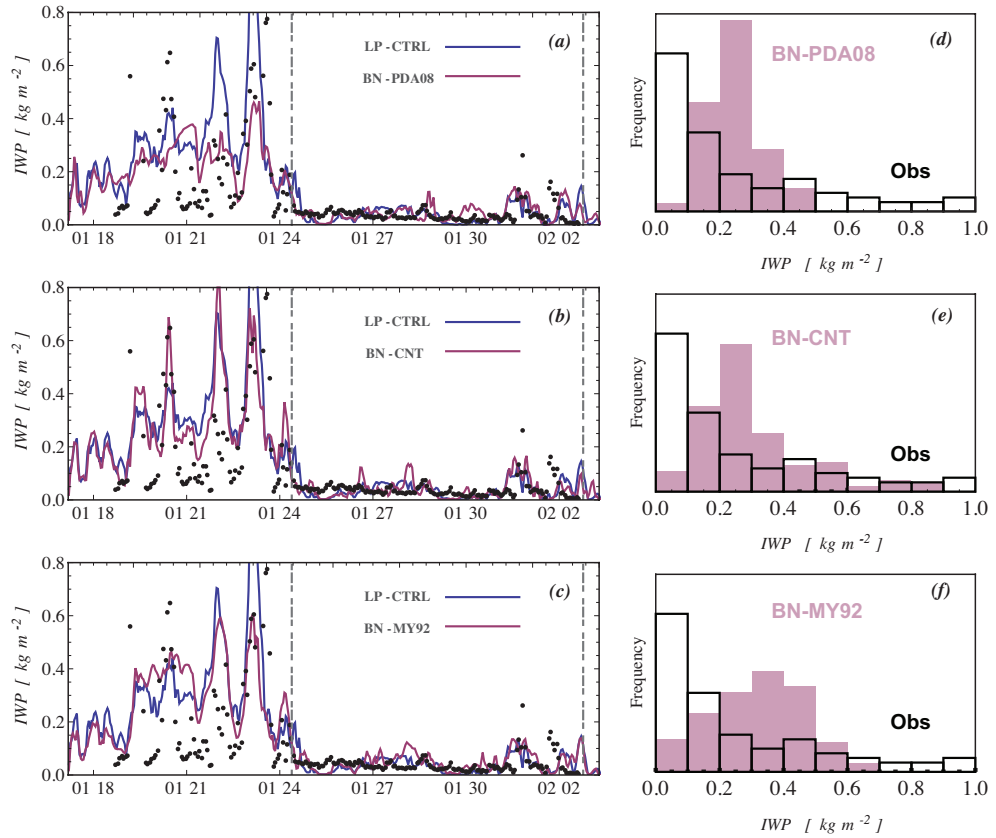 0.8
0.6
0.4
0.2
0.0
IWP [ kg m -2 ]
LP - CTRL
BN - PDA08
(a)
01 18
01 21
01 24
01 27
01 30
02 02
BN-PDA08
(d)
Frequency
Obs
0.0
0.2
0.4
0.6
0.8
1.0
IWP [ kg m -2 ]
0.8
0.6
0.4
0.2
0.0
IWP [ kg m -2 ]
LP - CTRL
BN - CNT
(b)
01 18
01 21
01 24
01 27
01 30
02 02
BN-CNT
(e)
Frequency
Obs
0.0
0.2
0.4
0.6
0.8
1.0
IWP [ kg m -2 ]
0.8
0.6
0.4
0.2
0.0
IWP [ kg m -2 ]
LP - CTRL
BN - MY92
(c)
01 18
01 21
01 24
01 27
01 30
02 02
BN-MY92
(f)
Frequency
Obs
0.0
0.2
0.4
0.6
0.8
1.0
IWP [ kg m -2 ]